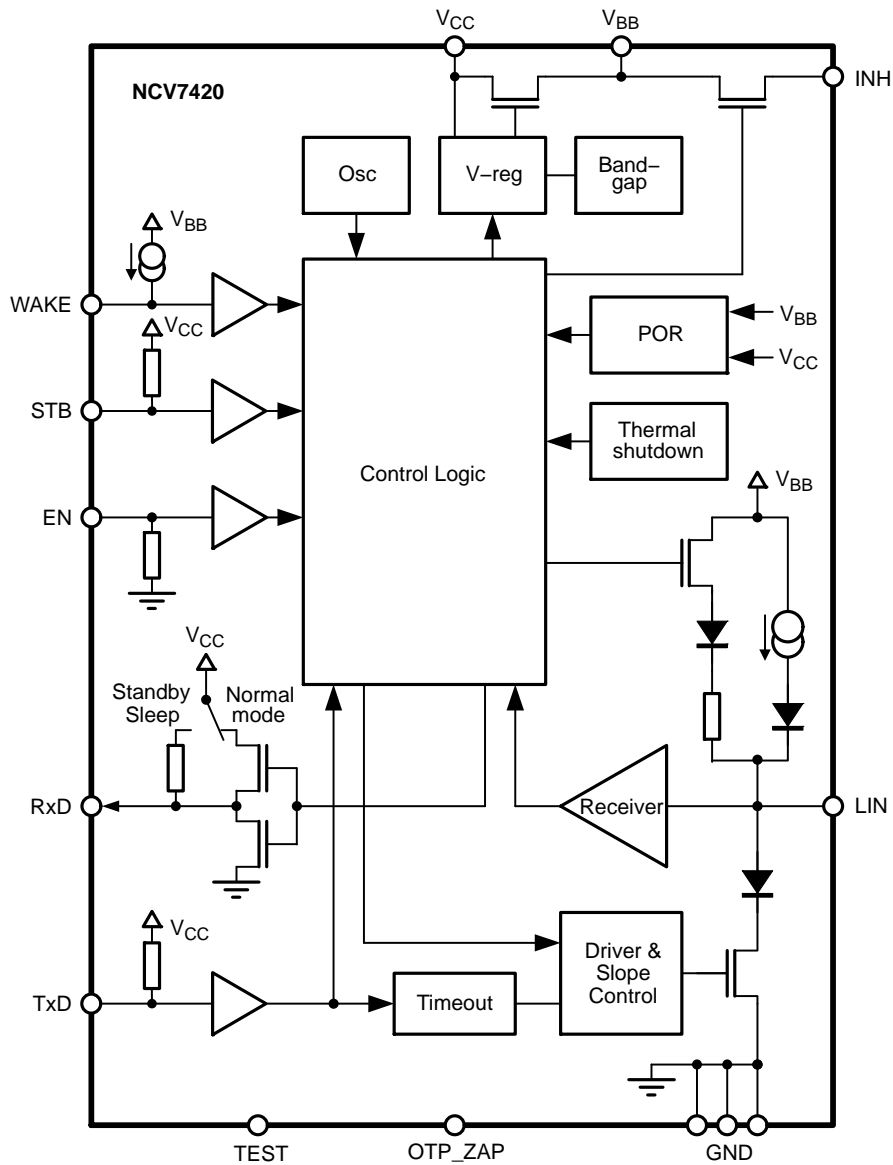 VCC
VBB
INH
NCV7420
Osc
V−reg
Band−
gap
VBB
WAKE
VCC
POR
VBB
VCC
STB
Thermal
shutdown
Control Logic
VBB
EN
VCC
Standby
Sleep
Normal
mode
RxD
Receiver
LIN
VCC
Driver &
Slope
Control
TxD
Timeout
TEST
OTP_ZAP
GND